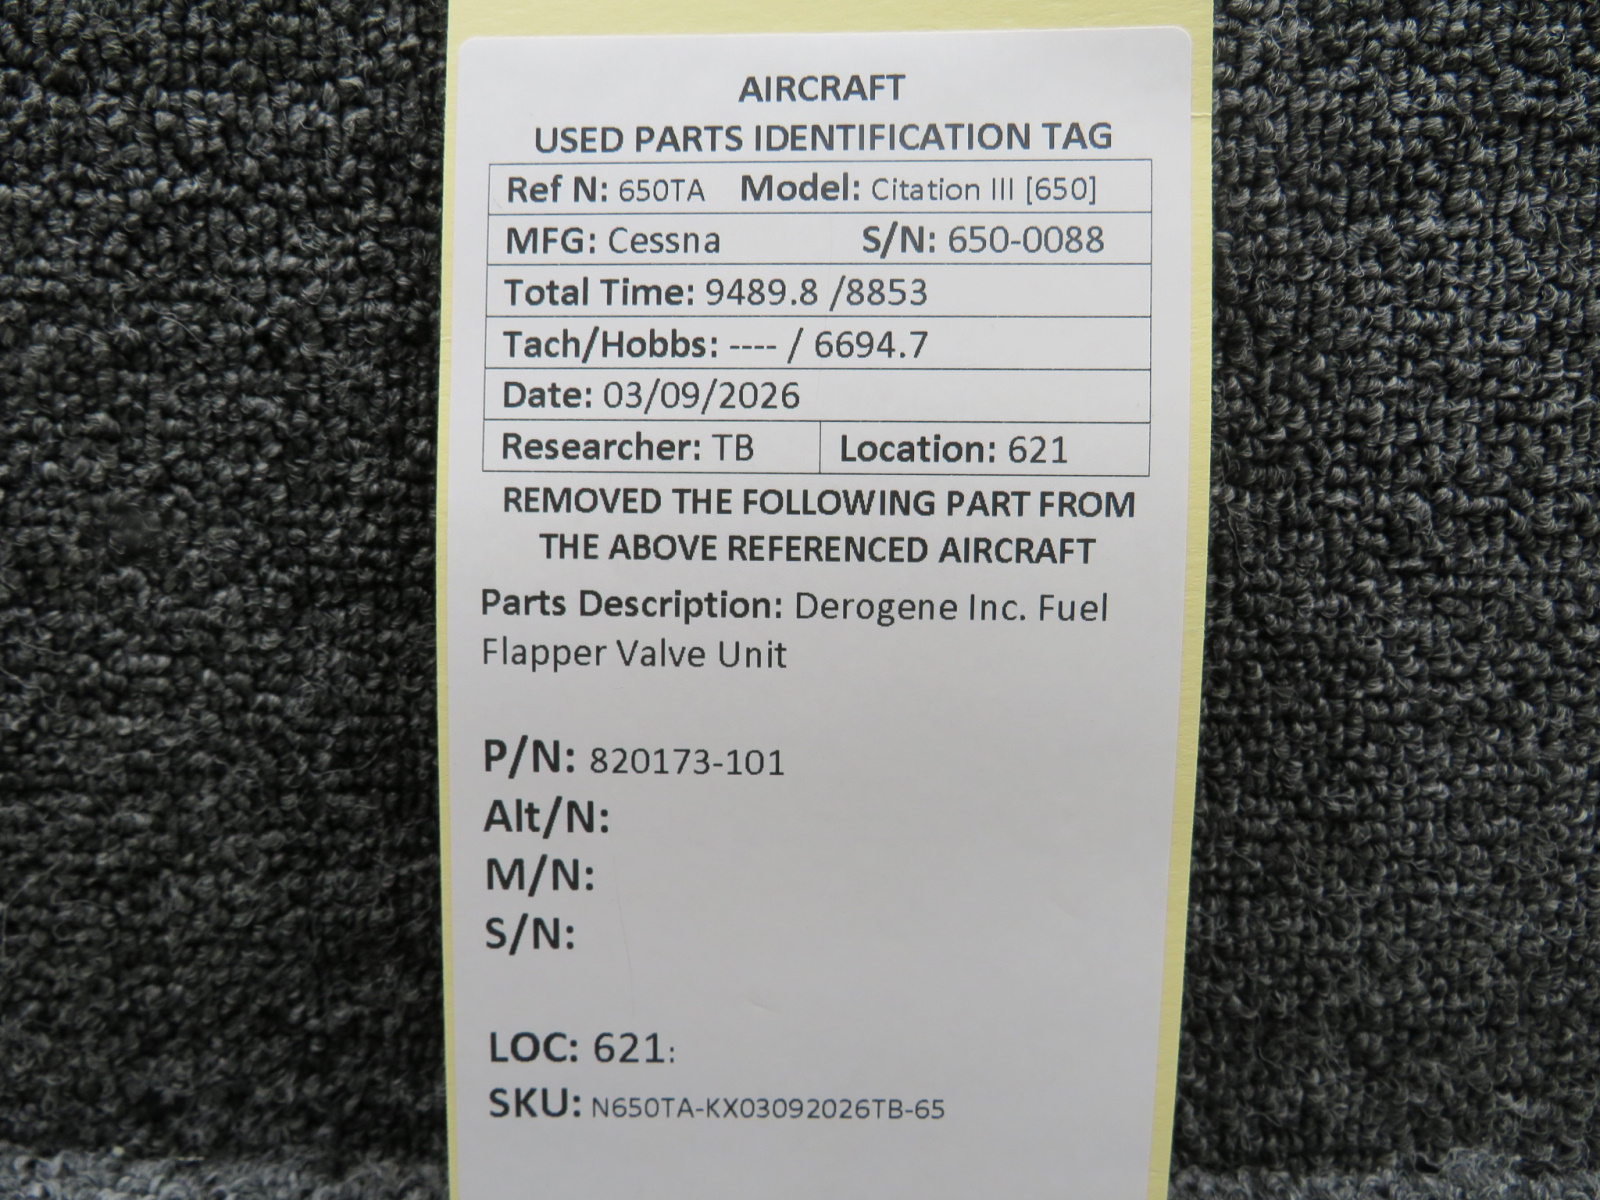 AIRCRAFT
USED PARTS IDENTIFICATION TAG
Ref N: 650TA Model: Citation III [650]
MFG: Cessna S/N: 650-0088
Total Time: 9489.8 /8853
Tach/Hobbs: ---- / 6694.7
Date: 03/09/2026
Researcher: TB Location: 621
REMOVED THE FOLLOWING PART FROM
THE ABOVE REFERENCED AIRCRAFT
Parts Description: Derogene Inc. Fuel
Flapper Valve Unit
P/N: 820173-101
Alt/N:
M/N:
S/N:
LOC: 621:
SKU: N650TA-KX03092026TB-65